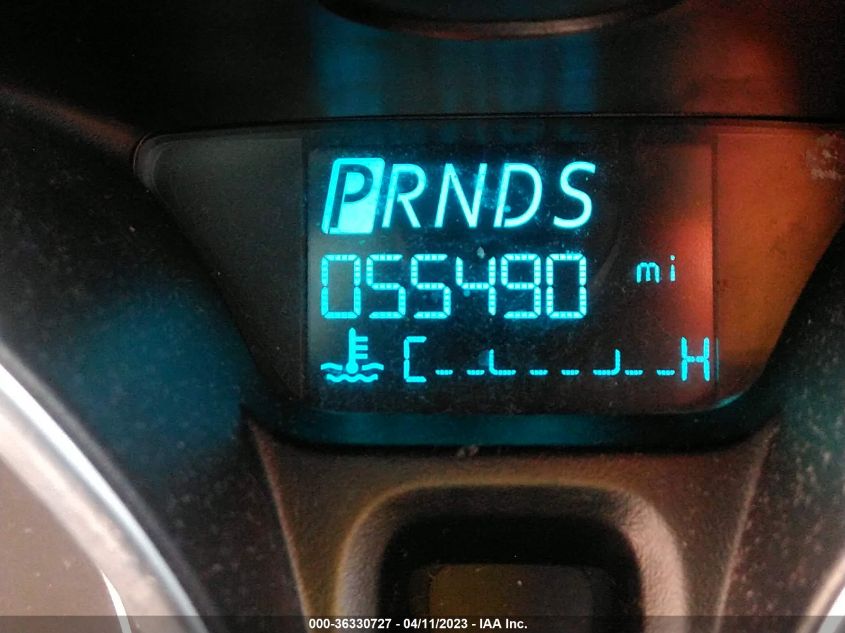 PRNDS
055490 mi
C H
000-36330727 - 04/11/2023 - IAA Inc.